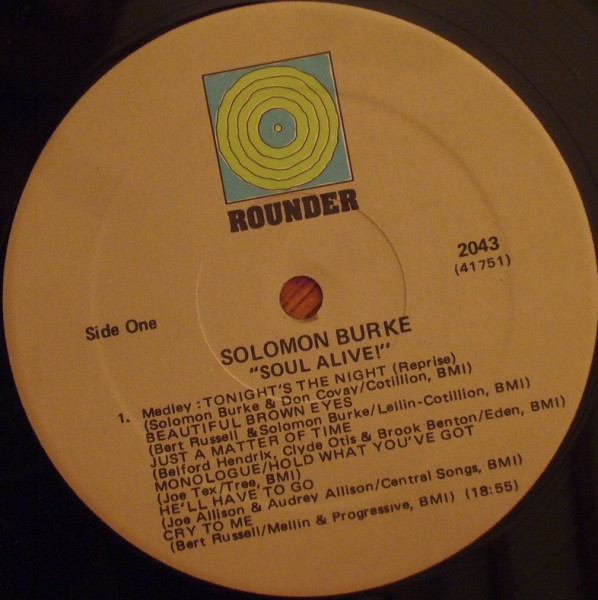 ROUNDER
2043
(41751)
Side One
SOLOMON BURKE
"SOUL ALIVE!"
1. Medley : TONIGHT'S THE NIGHT (Reprise)
(Solomon Burke & Don Covay/Cotillion, BMI)
BEAUTIFUL BROWN EYES
(Bert Russell & Solomon Burke/Lellin-Cotillion, BMI)
JUST A MATTER OF TIME
(Belford Hendrix, Clyde Otis & Brook Benton/Eden, BMI)
MONOLOGUE/HOLD WHAT YOU'VE GOT
(Joe Tex/Tree, BMI)
HE'LL HAVE TO GO
(Joe Allison & Audrey Allison/Central Songs, BMI)
CRY TO ME
(Bert Russell/Mellin & Progressive, BMI) (18:55)